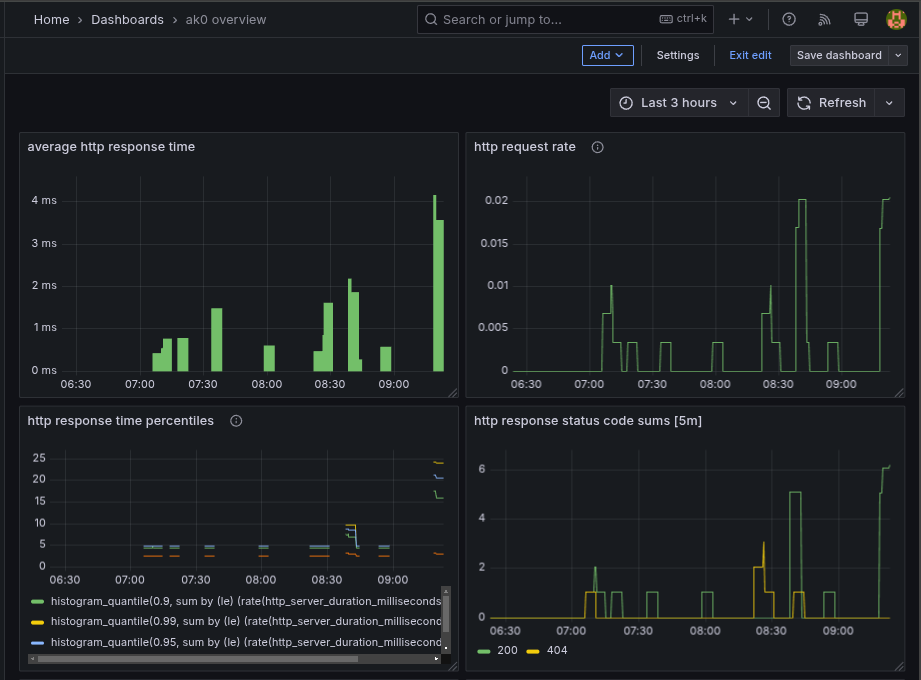 Home › Dashboards › ak0 overview Search or jump to... ctrl+k
Add Settings Exit edit Save dashboard
Last 3 hours Refresh
average http response time
4 ms
3 ms
2 ms
1 ms
0 ms
06:30 07:00 07:30 08:00 08:30 09:00
http request rate
0.02
0.015
0.01
0.005
0
06:30 07:00 07:30 08:00 08:30 09:00
http response time percentiles
25
20
15
10
5
0
06:30 07:00 07:30 08:00 08:30 09:00
histogram_quantile(0.9, sum by (le) (rate(http_server_duration_milliseconds
histogram_quantile(0.99, sum by (le) (rate(http_server_duration_millisecond
histogram_quantile(0.95, sum by (le) (rate(http_server_duration_millisecond
http response status code sums [5m]
6
4
2
0
06:30 07:00 07:30 08:00 08:30 09:00
200 404